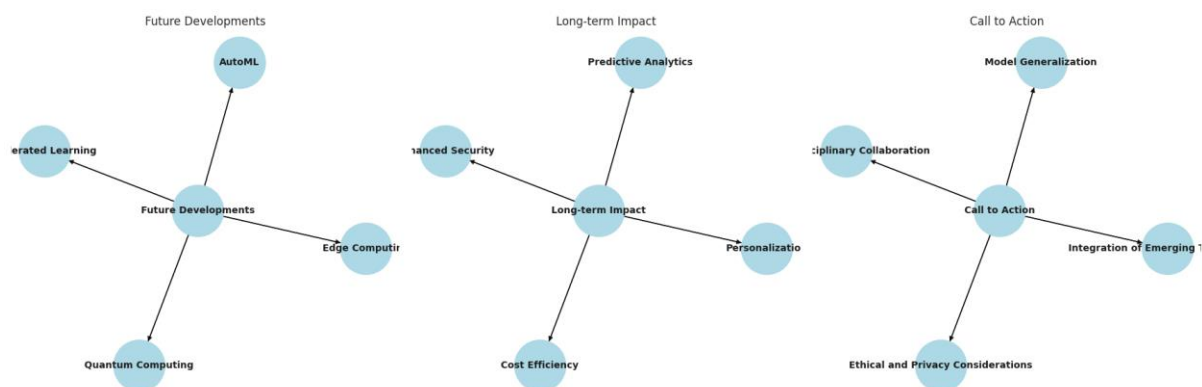 Future Developments
AutoML
erated Learning
Future Developments
Edge Computin
Quantum Computing
Long-term Impact
Predictive Analytics
hanced Security
Long-term Impact
Personalizatio
Cost Efficiency
Call to Action
Model Generalization
ciplinary Collaboration
Call to Action
Integration of Emerging T
Ethical and Privacy Considerations